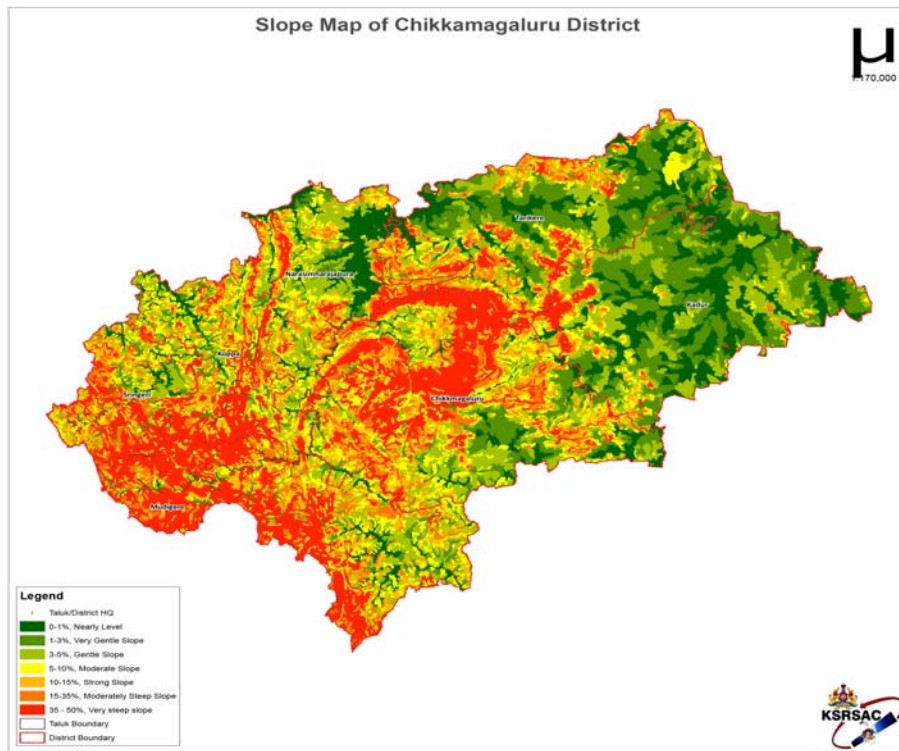 Slope Map of Chikkamagaluru District
µ
1:170,000
Tarikere
Narasimharajapura
Kadur
Koppa
Sringeri
Chikkmagaluru
Mudigere
Legend
Taluk/District HQ
0-1%, Nearly Level
1-3%, Very Gentle Slope
3-5%, Gentle Slope
5-10%, Moderate Slope
10-15%, Strong Slope
15-35%, Moderately Steep Slope
35 - 50%, Very steep slope
Taluk Boundary
District Boundary
KSRSAC